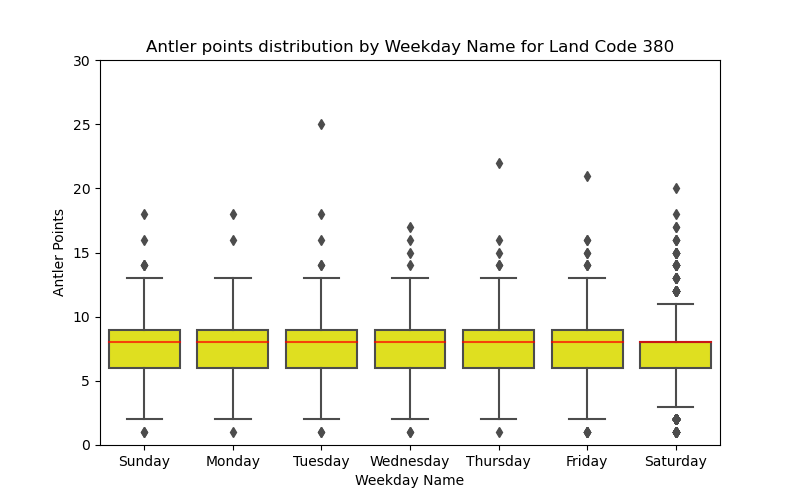 Antler points distribution by Weekday Name for Land Code 380
30
25
20
15
10
5
0
Antler Points
Sunday Monday Tuesday Wednesday Thursday Friday Saturday
Weekday Name